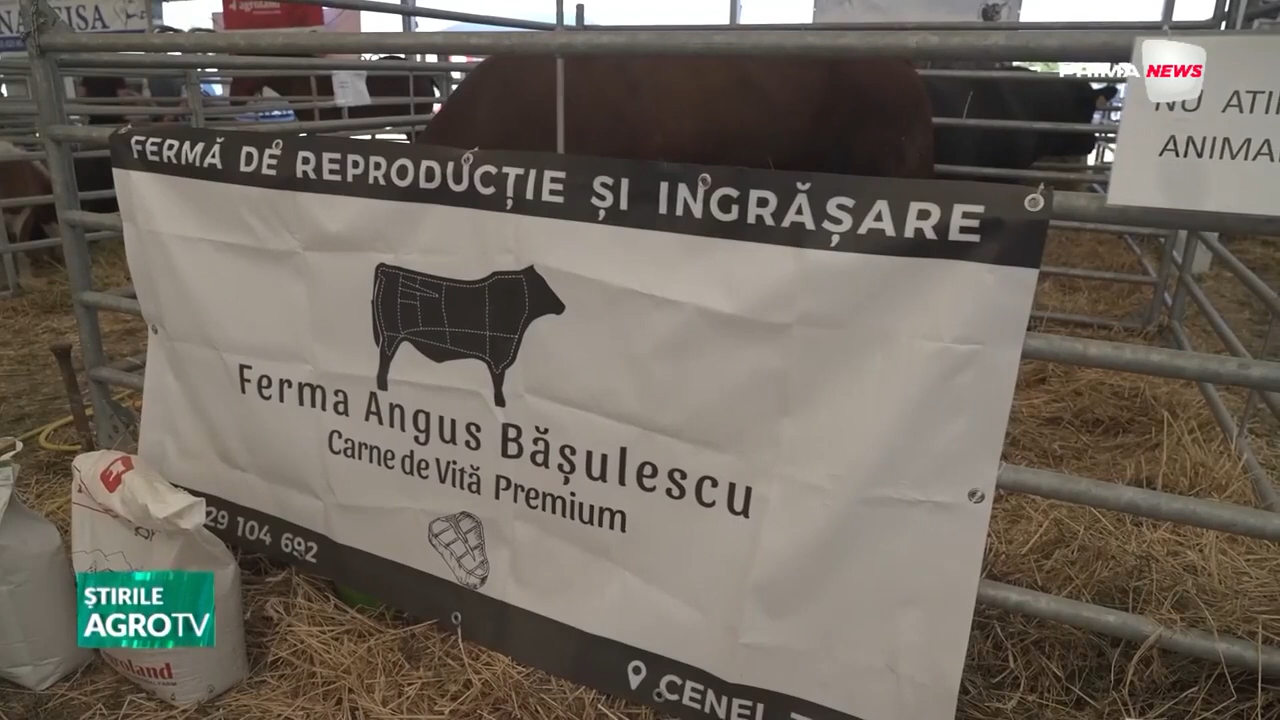 agroland
PRIMA NEWS
NU ATI
ANIMA
FERMĂ DE REPRODUCȚIE ȘI INGRĂȘARE
Ferma Angus Bășulescu
Carne de Vită Premium
29 104 692
ȘTIRILE
AGROTV
CENEI